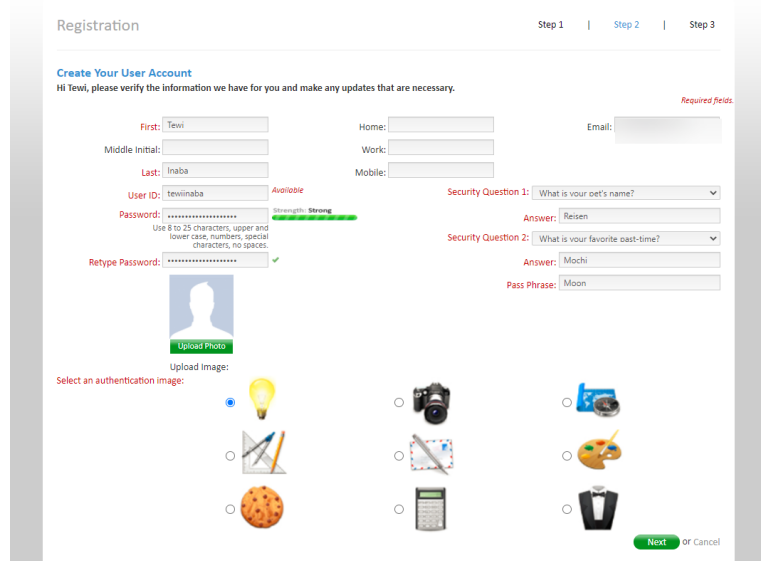 Registration
Step 1 | Step 2 | Step 3
Create Your User Account
Hi Tewi, please verify the information we have for you and make any updates that are necessary.
Required fields.
First: Tewi
Home:
Email:
Middle Initial:
Work:
Last: Inaba
Mobile:
User ID: tewiinaba Available
Security Question 1: What is your pet's name?
Password: •••••••••••••••••••• Strength: Strong
Answer: Reisen
Use 8 to 25 characters, upper and
lower case, numbers, special
characters, no spaces.
Security Question 2: What is your favorite past-time?
Retype Password: ••••••••••••••••••••
Answer: Mochi
Pass Phrase: Moon
Upload Photo
Upload Image:
Select an authentication image:
Next or Cancel